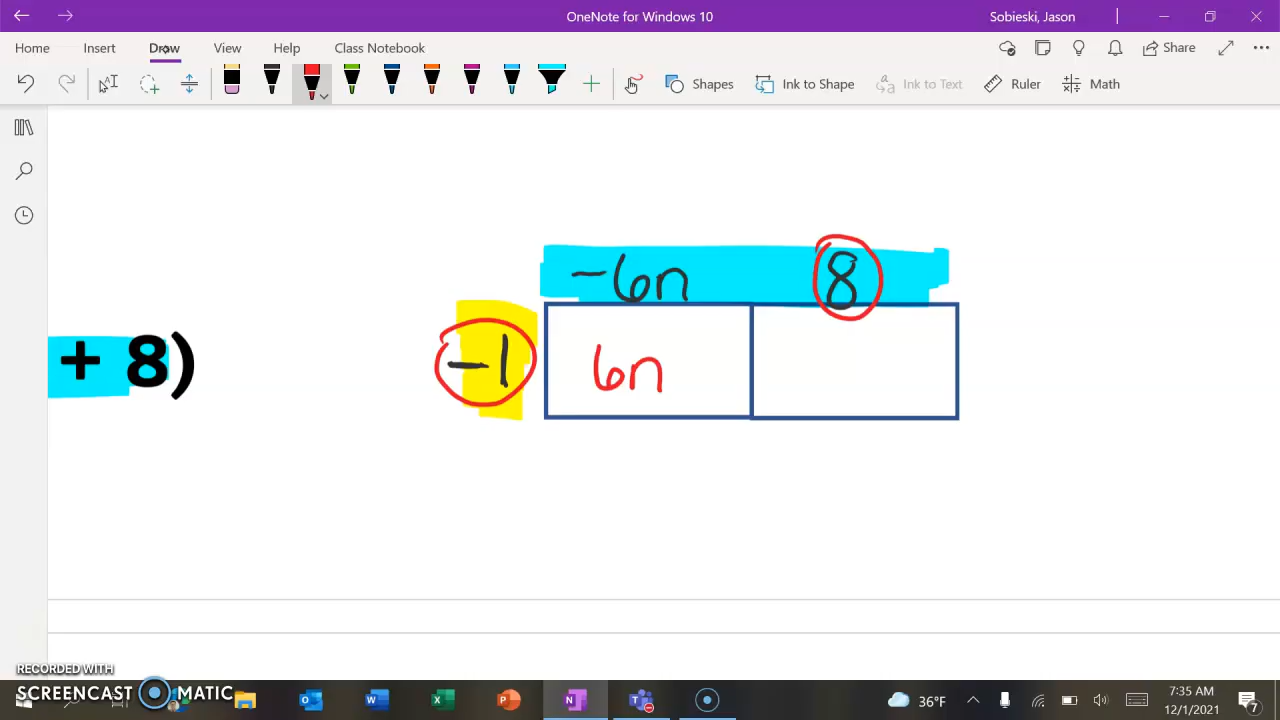 OneNote for Windows 10
Sobieski, Jason
Home Insert Draw View Help Class Notebook
Share
Shapes Ink to Shape Ink to Text Ruler Math
-6n 8
-1 6n
+ 8)
RECORDED WITH
SCREENCAST MATIC
36°F
7:35 AM
12/1/2021
7